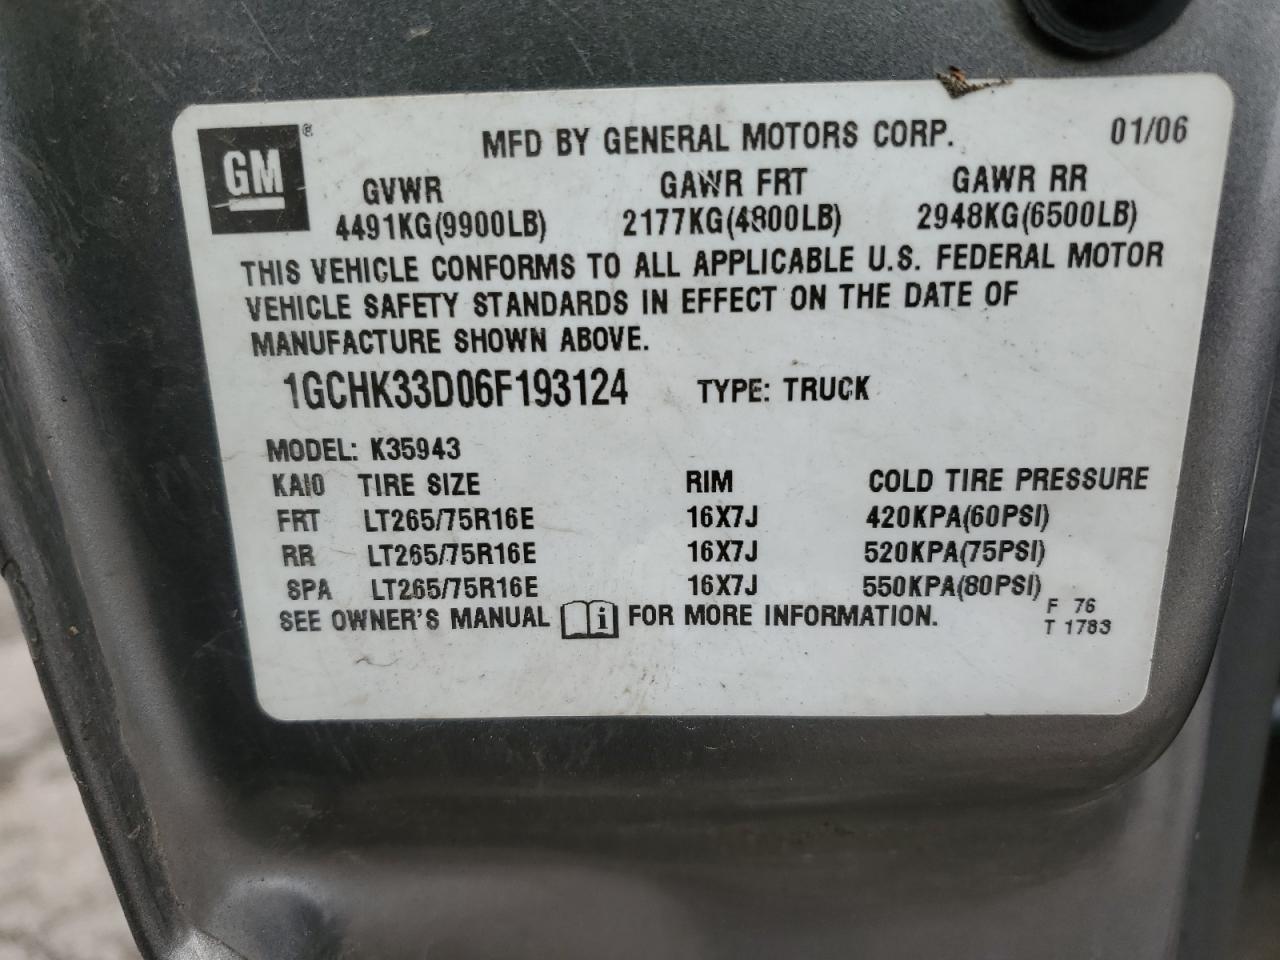 GM ®
MFD BY GENERAL MOTORS CORP. 01/06
GVWR GAWR FRT GAWR RR
4491KG(9900LB) 2177KG(4800LB) 2948KG(6500LB)
THIS VEHICLE CONFORMS TO ALL APPLICABLE U.S. FEDERAL MOTOR
VEHICLE SAFETY STANDARDS IN EFFECT ON THE DATE OF
MANUFACTURE SHOWN ABOVE.
1GCHK33D06F193124 TYPE: TRUCK
MODEL: K35943
KAIO TIRE SIZE RIM COLD TIRE PRESSURE
FRT LT265/75R16E 16X7J 420KPA(60PSI)
RR LT265/75R16E 16X7J 520KPA(75PSI)
SPA LT265/75R16E 16X7J 550KPA(80PSI)
SEE OWNER'S MANUAL i FOR MORE INFORMATION.
F 76
T 1783